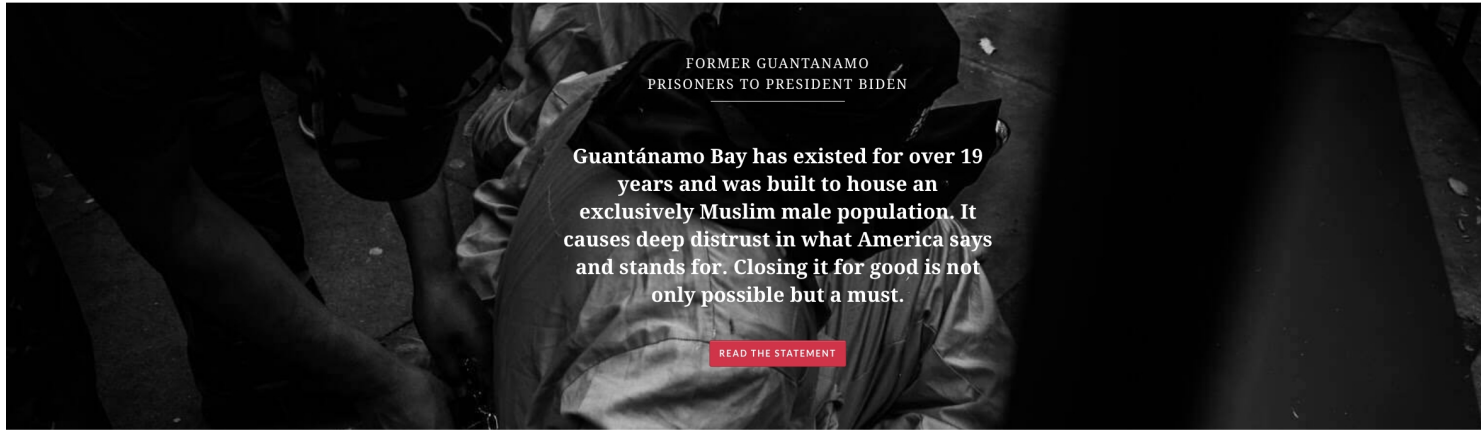 FORMER GUANTANAMO
PRISONERS TO PRESIDENT BIDEN
Guantánamo Bay has existed for over 19
years and was built to house an
exclusively Muslim male population. It
causes deep distrust in what America says
and stands for. Closing it for good is not
only possible but a must.
READ THE STATEMENT